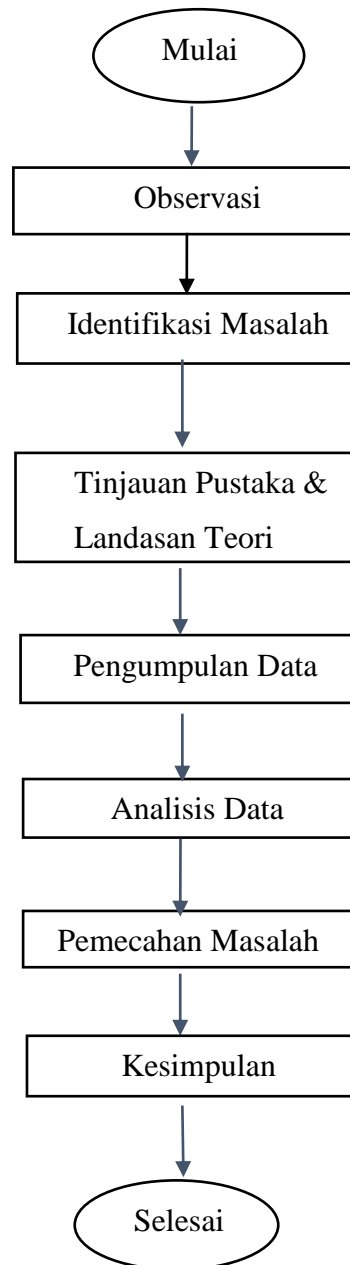 Mulai
Observasi
Identifikasi Masalah
Tinjauan Pustaka &
Landasan Teori
Pengumpulan Data
Analisis Data
Pemecahan Masalah
Kesimpulan
Selesai